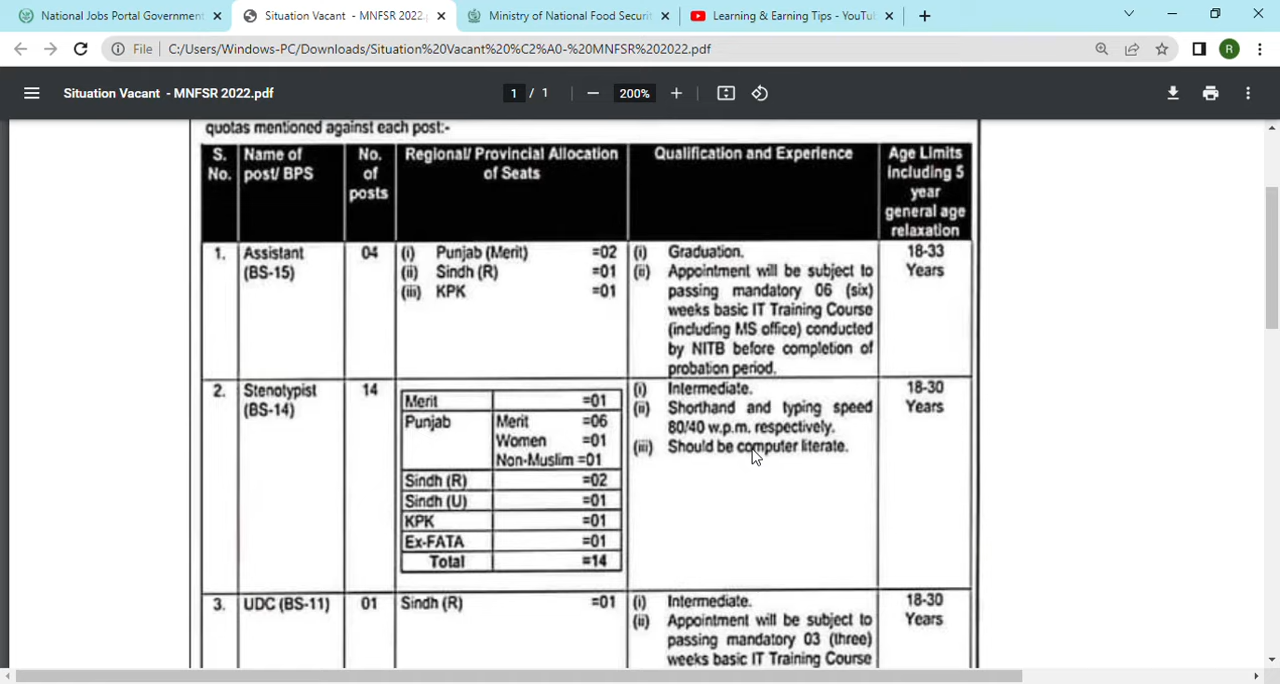 National Jobs Portal Government
Situation Vacant - MNFSR 2022.
Ministry of National Food Securit
Learning & Earning Tips - YouTu
File
C:/Users/Windows-PC/Downloads/Situation%20Vacant%20%C2%A0-%20MNFSR%202022.pdf
R
Situation Vacant - MNFSR 2022.pdf
1 / 1
200%
quotas mentioned against each post:-
S. No.
Name of post/ BPS
No. of posts
Regional/ Provincial Allocation of Seats
Qualification and Experience
Age Limits including 5 year general age relaxation
1.
Assistant (BS-15)
04
(i) Punjab (Merit) =02
(ii) Sindh (R) =01
(iii) KPK =01
(i) Graduation.
(ii) Appointment will be subject to
passing mandatory 06 (six)
weeks basic IT Training Course
(including MS office) conducted
by NITB before completion of
probation period.
18-33
Years
2.
Stenotypist
(BS-14)
14
Merit =01
Punjab Merit =06
Women =01
Non-Muslim =01
Sindh (R) =02
Sindh (U) =01
KPK =01
Ex-FATA =01
Total =14
(i) Intermediate.
(ii) Shorthand and typing speed
80/40 w.p.m. respectively.
(iii) Should be computer literate.
18-30
Years
3.
UDC (BS-11)
01
Sindh (R) =01
(i) Intermediate.
(ii) Appointment will be subject to
passing mandatory 03 (three)
weeks basic IT Training Course
18-30
Years